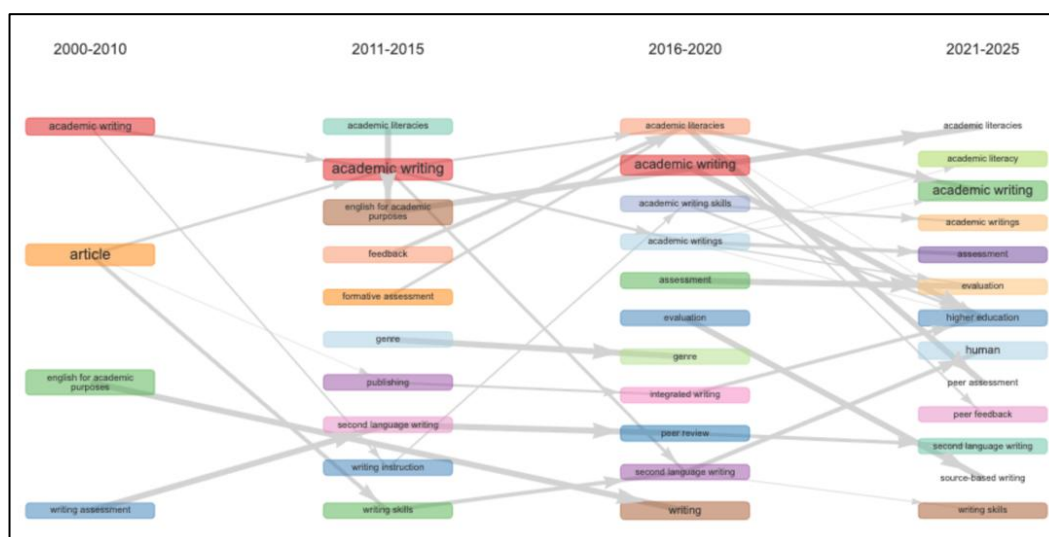 2000-2010
2011-2015
2016-2020
2021-2025
academic writing
article
english for academic
purposes
writing assessment
academic literacies
academic writing
english for academic
purposes
feedback
formative assessment
genre
publishing
second language writing
writing instruction
writing skills
academic literacies
academic writing
academic writing skills
academic writings
assessment
evaluation
genre
integrated writing
peer review
second language writing
writing
academic literacies
academic literacy
academic writing
academic writings
assessment
evaluation
higher education
human
peer assessment
peer feedback
second language writing
source-based writing
writing skills